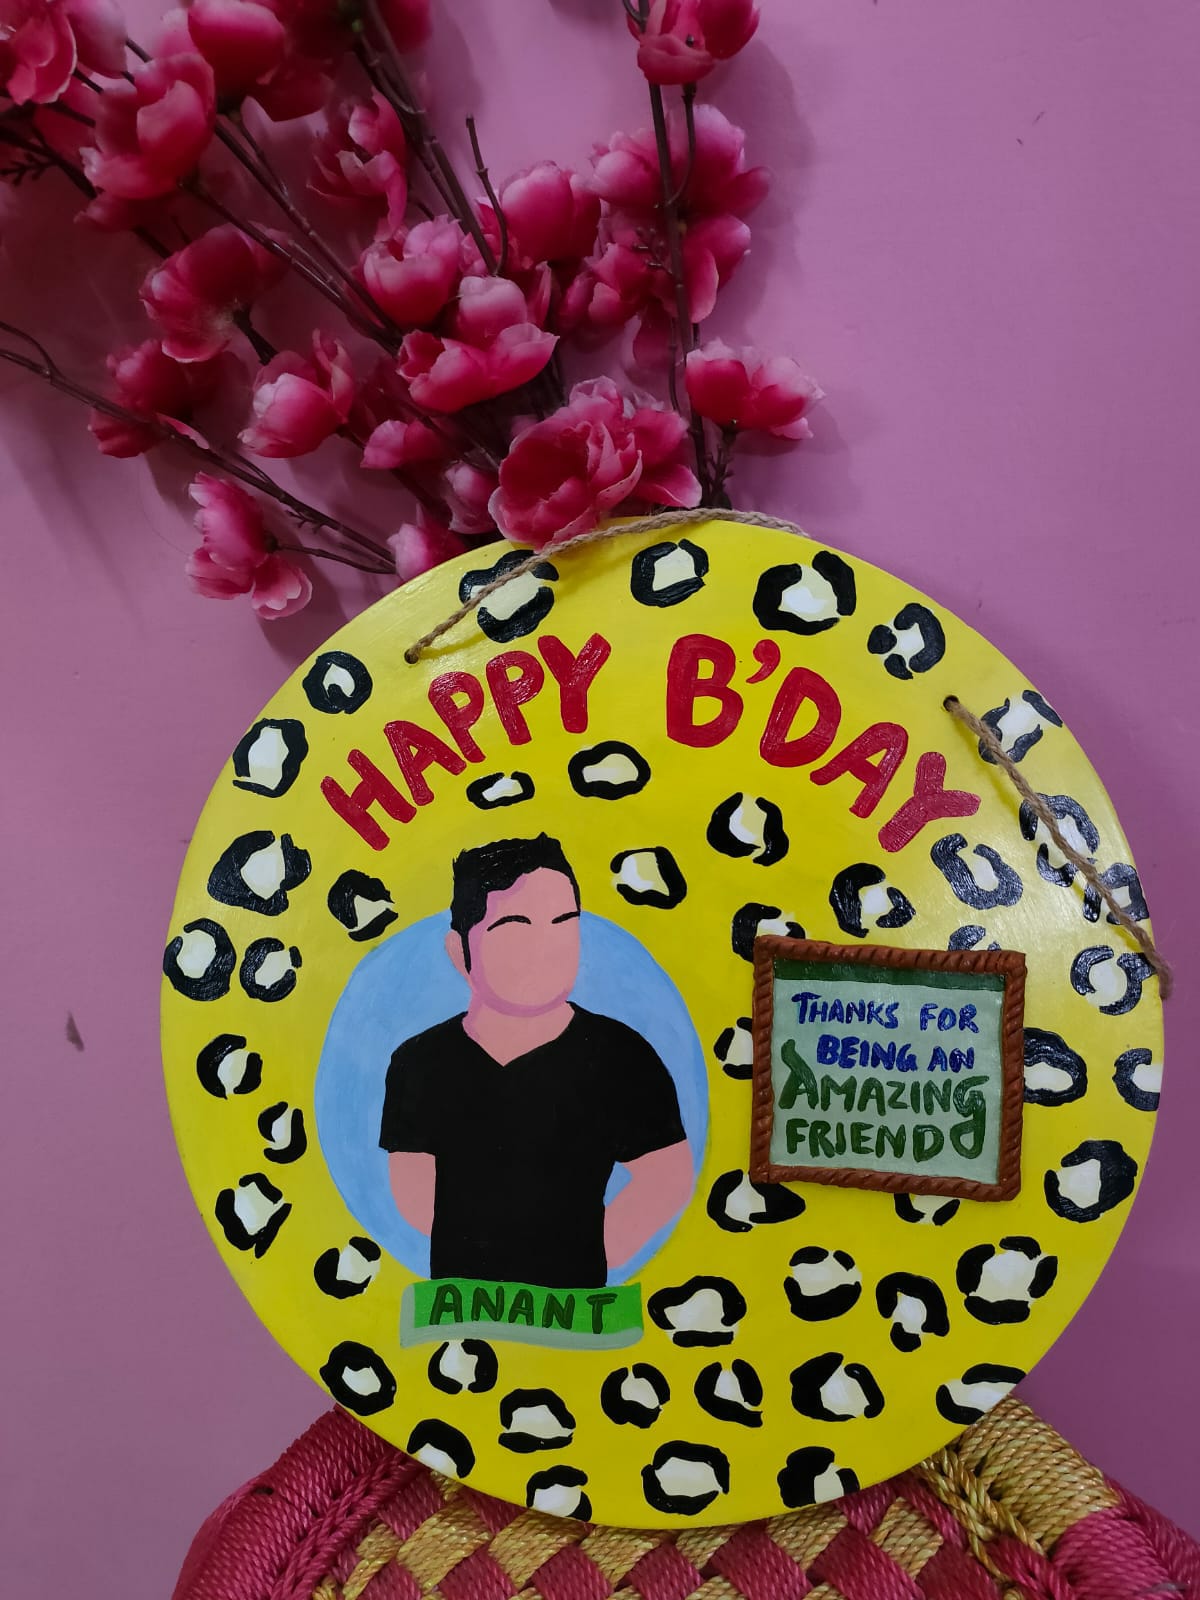 HAPPY B'DAY
THANKS FOR
BEING AN
AMAZING
FRIEND
ANANT